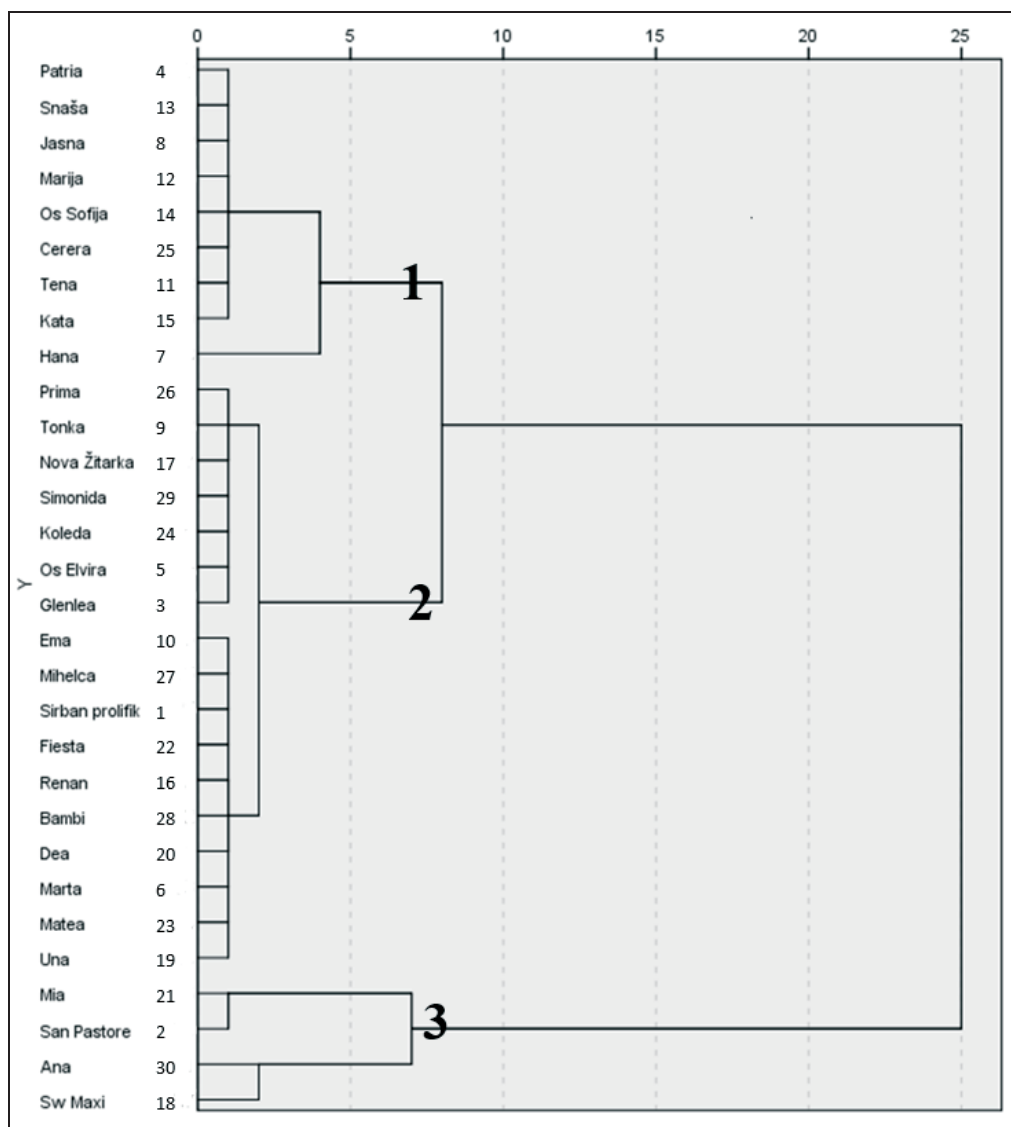 0 5 10 15 20 25
Patria 4
Snaša 13
Jasna 8
Marija 12
Os Sofija 14
Cerera 25
Tena 11
1
Kata 15
Hana 7
Prima 26
Tonka 9
Nova Žitarka 17
Simonida 29
Koleda 24
Os Elvira 5
Y
Glenlea 3
2
Ema 10
Mihelca 27
Sirban prolifik 1
Fiesta 22
Renan 16
Bambi 28
Dea 20
Marta 6
Matea 23
Una 19
Mia 21
3
San Pastore 2
Ana 30
Sw Maxi 18